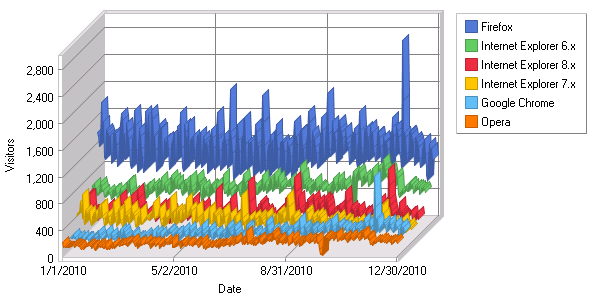 Firefox
Internet Explorer 6.x
Internet Explorer 8.x
Internet Explorer 7.x
Google Chrome
Opera
Visitors
2,800
2,400
2,000
1,600
1,200
800
400
0
1/1/2010 5/2/2010 8/31/2010 12/30/2010
Date